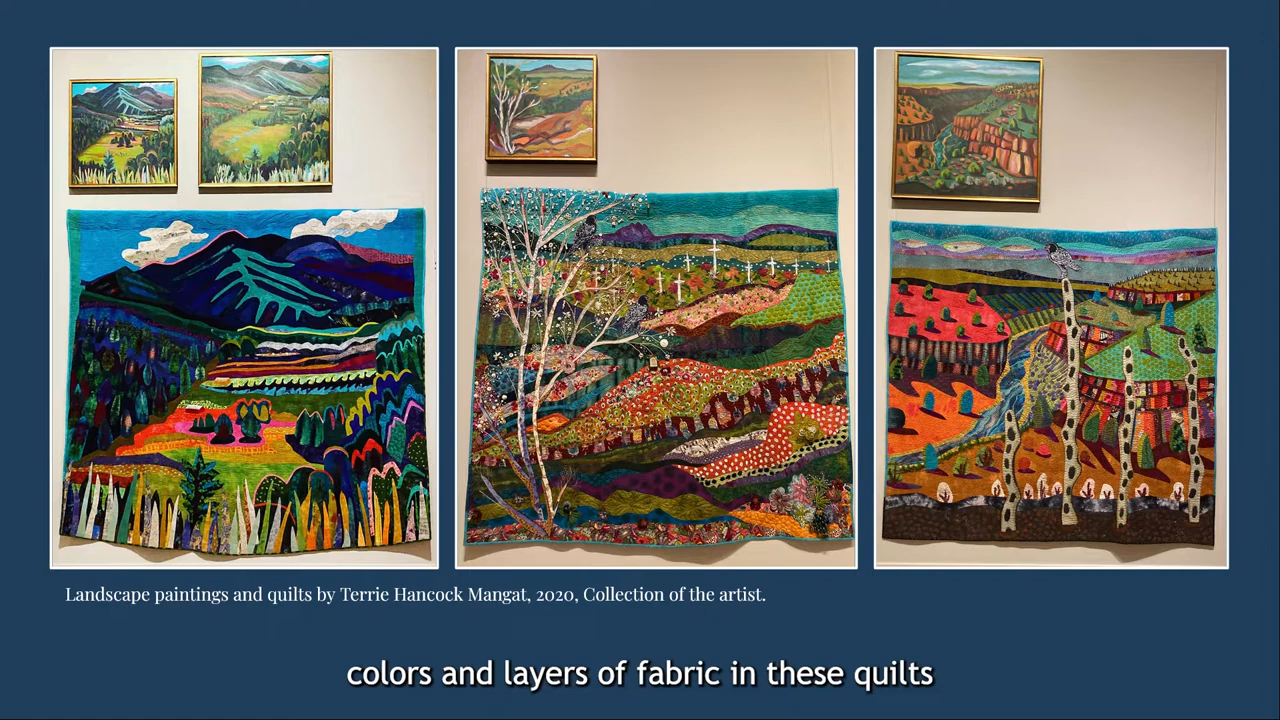 Landscape paintings and quilts by Terrie Hancock Mangat, 2020, Collection of the artist.
colors and layers of fabric in these quilts